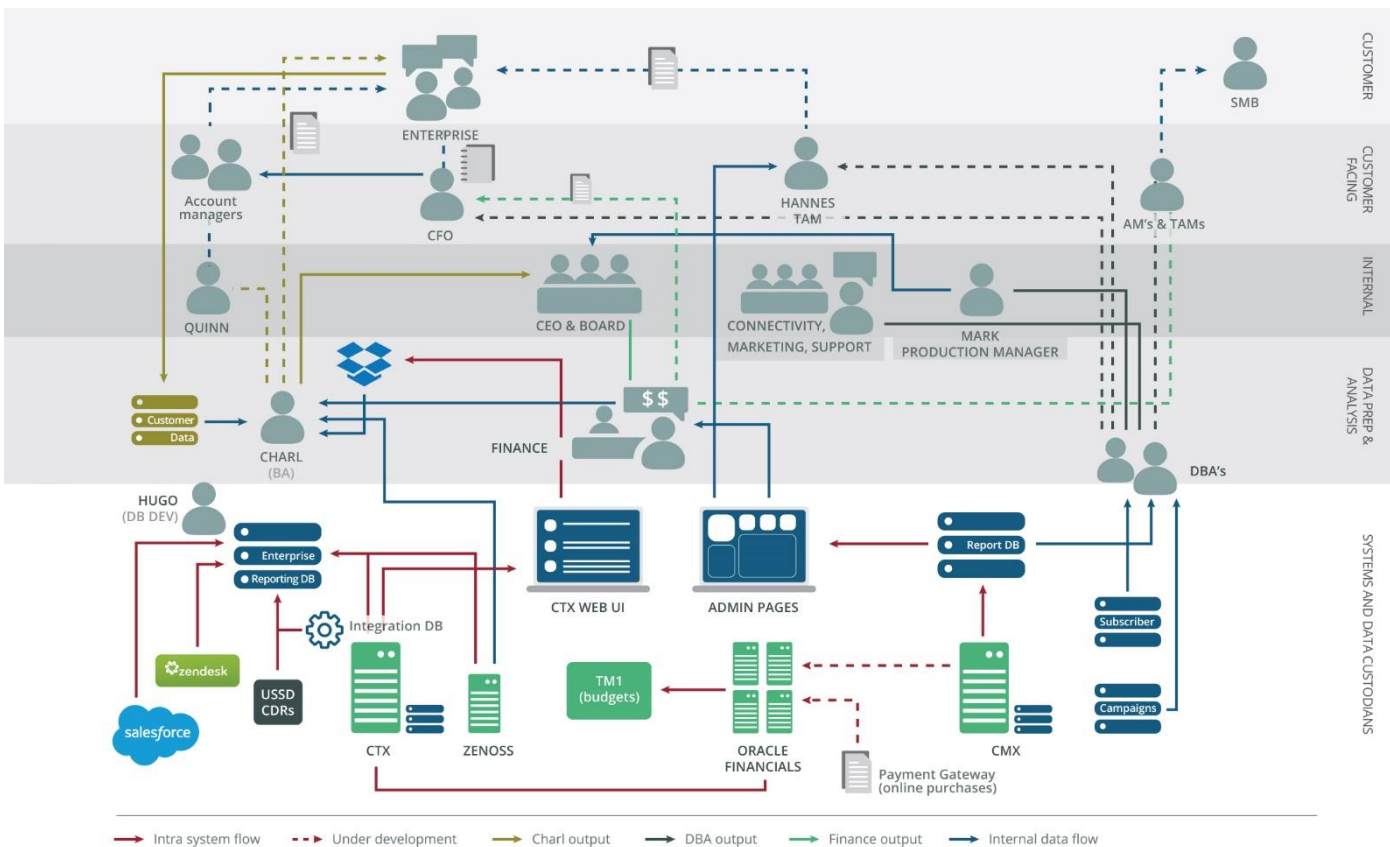 CUSTOMER
SMB
ENTERPRISE
CUSTOMER
FACING
Account
managers
CFO
HANNES
TAM
AM's & TAMs
INTERNAL
QUINN
CEO & BOARD
CONNECTIVITY,
MARKETING, SUPPORT
MARK
PRODUCTION MANAGER
DATA PREP &
ANALYSIS
$$
Customer
Data
CHARL
(BA)
FINANCE
DBA's
HUGO
(DB DEV)
Enterprise
Reporting DB
Report DB
SYSTEMS AND DATA CUSTODIANS
CTX WEB UI
ADMIN PAGES
Subscriber
Integration DB
zendesk
USSD
CDRs
TM1
(budgets)
Campaigns
salesforce
CTX
ZENOSS
ORACLE
FINANCIALS
CMX
Payment Gateway
(online purchases)
Intra system flow
Under development
Charl output
DBA output
Finance output
Internal data flow